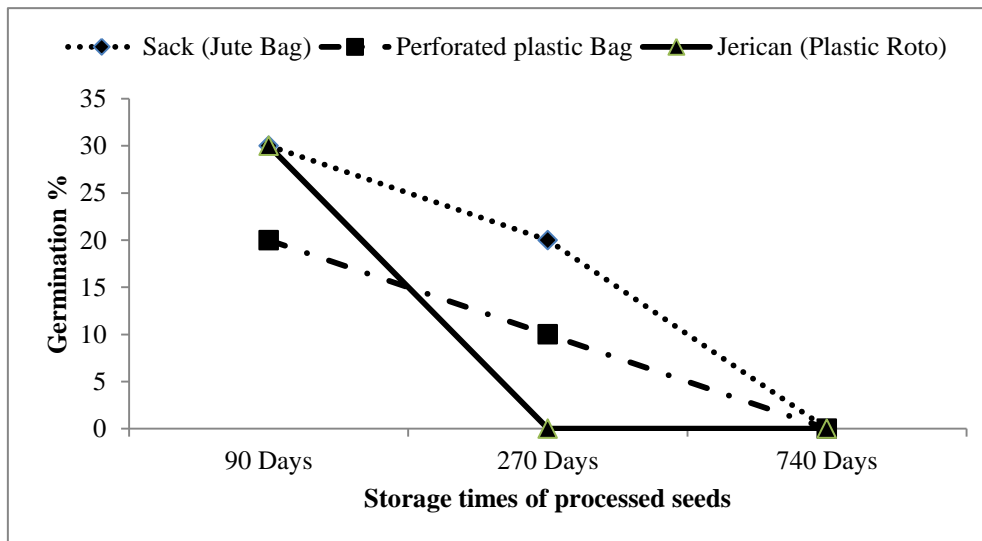 Sack (Jute Bag) Perforated plastic Bag Jerican (Plastic Roto)
35
30
25
20
15
10
5
0
Germination %
90 Days 270 Days 740 Days
Storage times of processed seeds